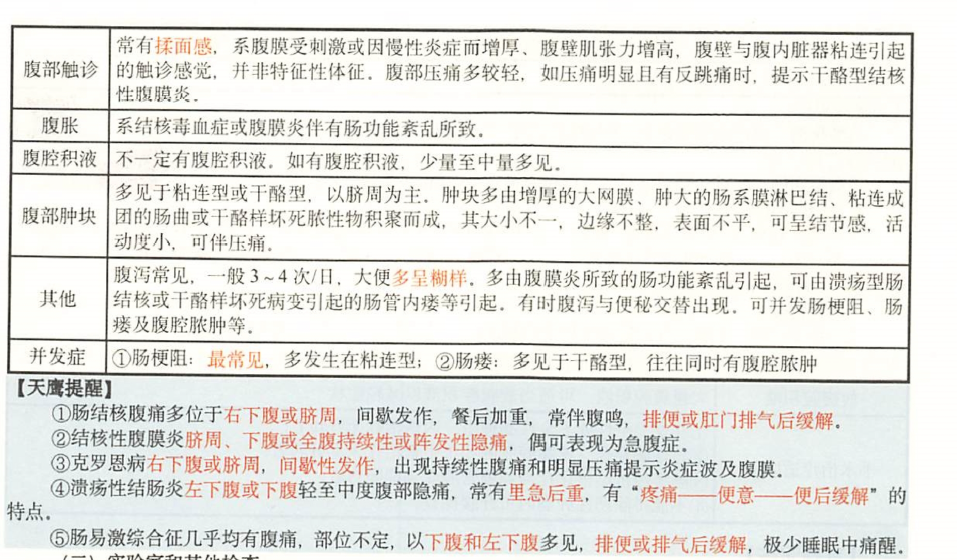 常有揉面感，系腹膜受刺激或因慢性炎症而增厚、腹壁肌张力增高，腹壁与腹内脏器粘连引起
腹部触诊
的触诊感觉，并非特征性体征。腹部压痛多较轻，如压痛明显且有反跳痛时，提示干酪型结核
性腹膜炎。
腹胀
系结核毒血症或腹膜炎伴有肠功能紊乱所致。
腹腔积液
不一定有腹腔积液。如有腹腔积液，少量至中量多见。
多见于粘连型或干酪型，以脐周为主。肿块多由增厚的大网膜、肿大的肠系膜淋巴结、粘连成
腹部肿块
团的肠曲或干酪样坏死脓性物积聚而成，其大小不一，边缘不整，表面不平，可呈结节感，活
动度小，可伴压痛。
腹泻常见，一般3~4次/日，大便多呈糊样。多由腹膜炎所致的肠功能紊乱引起，可由溃疡型肠
其他
结核或干酪样坏死病变引起的肠管内瘘等引起。有时腹泻与便秘交替出现。可并发肠梗阻、肠
瘘及腹腔脓肿等。
并发症
①肠梗阻：最常见，多发生在粘连型；②肠瘘：多见于干酪型，往往同时有腹腔脓肿
【天鹰提醒】
①肠结核腹痛多位于右下腹或脐周，间歇发作，餐后加重，常伴腹鸣，排便或肛门排气后缓解。
②结核性腹膜炎脐周、下腹或全腹持续性或阵发性隐痛，偶可表现为急腹症。
③克罗恩病右下腹或脐周，间歇性发作，出现持续性腹痛和明显压痛提示炎症波及腹膜。
④溃疡性结肠炎左下腹或下腹轻至中度腹部隐痛，常有里急后重，有“疼痛——便意——便后缓解”的
特点。
⑤肠易激综合征几乎均有腹痛，部位不定，以下腹和左下腹多见，排便或排气后缓解，极少睡眠中痛醒。